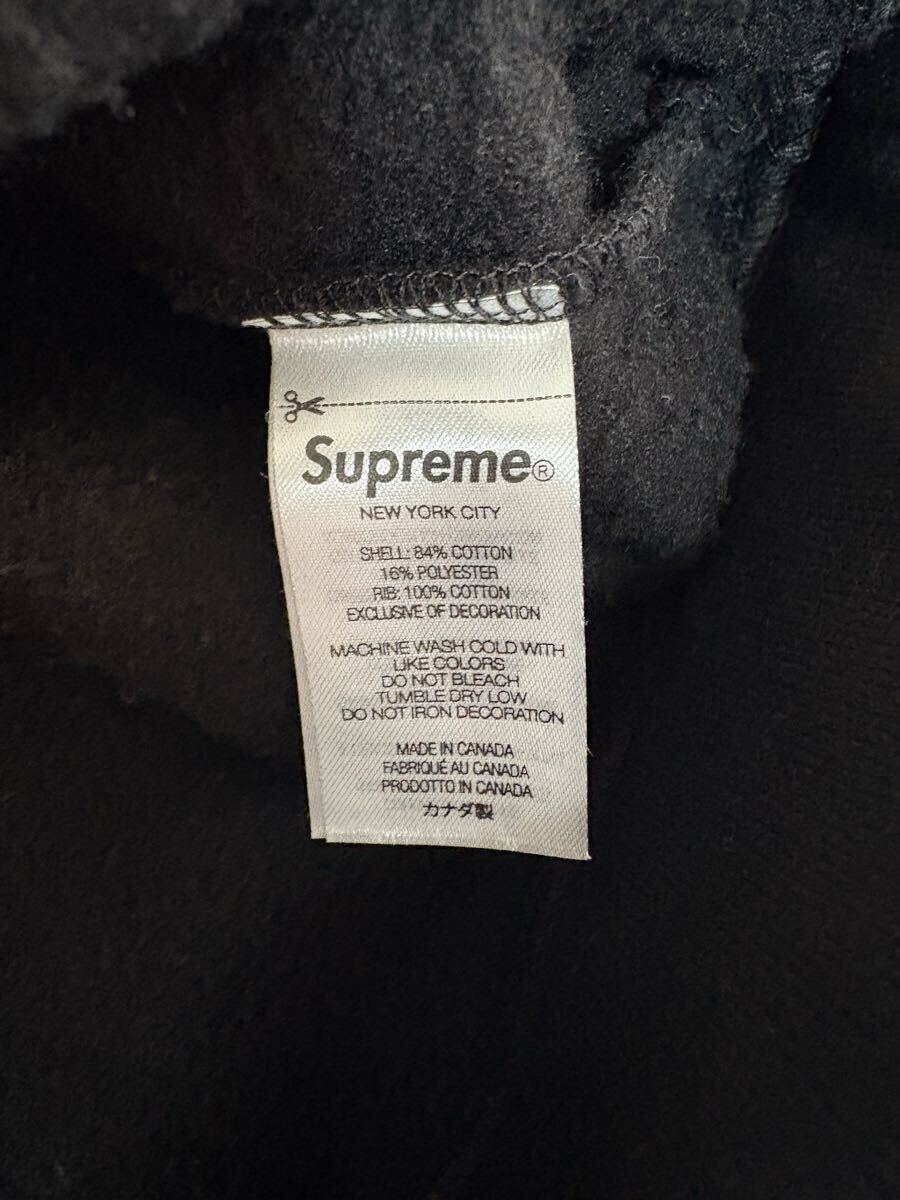 Supreme®
NEW YORK CITY
SHELL: 84% COTTON
16% POLYESTER
RIB: 100% COTTON
EXCLUSIVE OF DECORATION
MACHINE WASH COLD WITH
LIKE COLORS
DO NOT BLEACH
TUMBLE DRY LOW
DO NOT IRON DECORATION
MADE IN CANADA
FABRIQUÉ AU CANADA
PRODOTTO IN CANADA
カナダ製